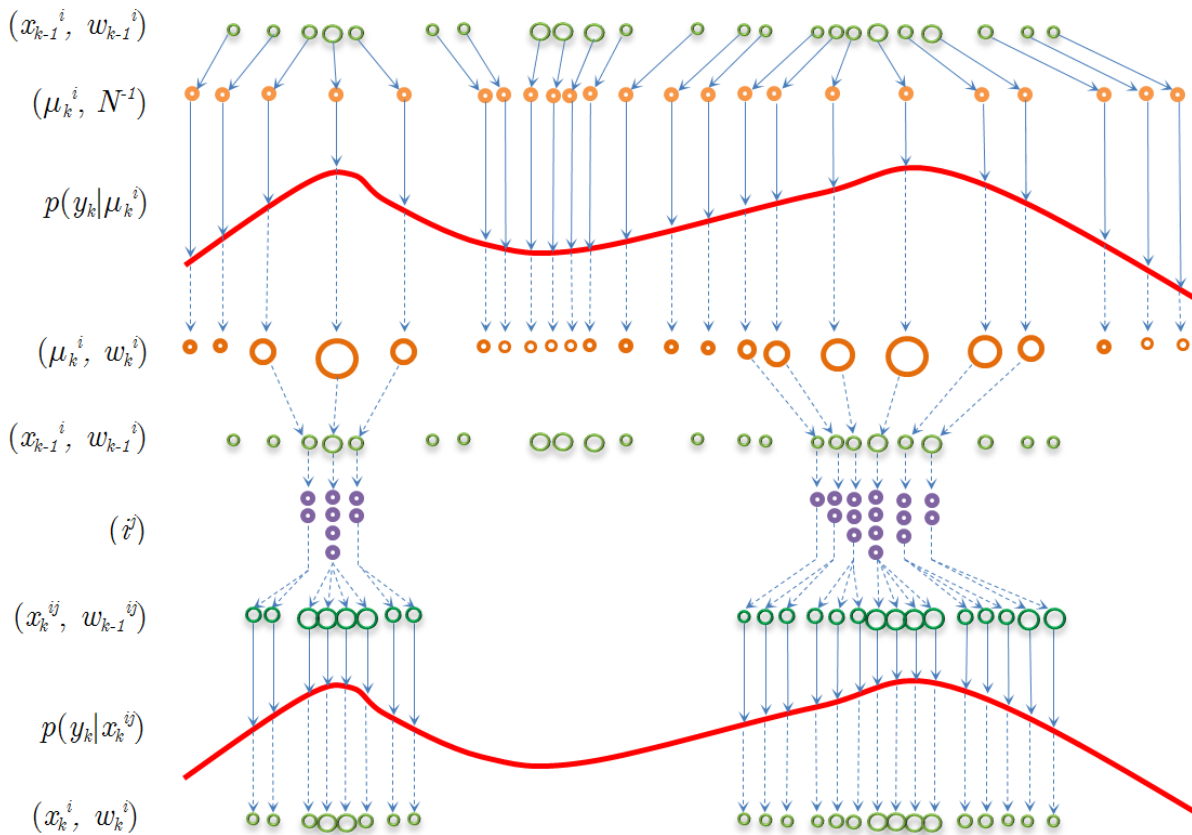 (x_{k-1}^i, w_{k-1}^i)
(μ_k^i, N^{-1})
p(y_k|μ_k^i)
(μ_k^i, w_k^i)
(x_{k-1}^i, w_{k-1}^i)
(i^j)
(x_k^{ij}, w_{k-1}^{ij})
p(y_k|x_k^{ij})
(x_k^i, w_k^i)